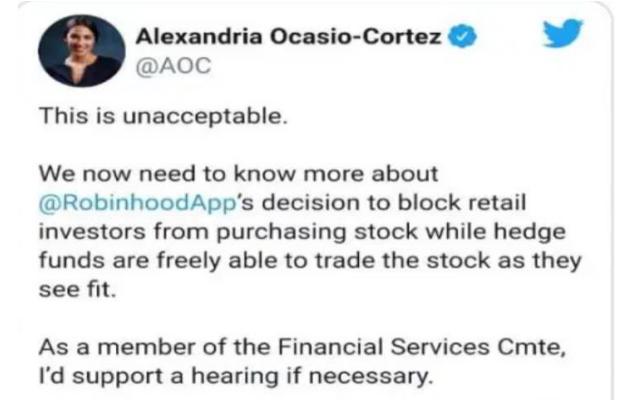 Alexandria Ocasio-Cortez
@AOC
This is unacceptable.
We now need to know more about
@RobinhoodApp's decision to block retail
investors from purchasing stock while hedge
funds are freely able to trade the stock as they
see fit.
As a member of the Financial Services Cmte,
I'd support a hearing if necessary.